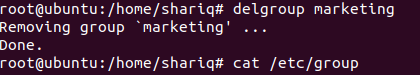 root@ubuntu:/home/shariq# delgroup marketing
Removing group `marketing' ...
Done.
root@ubuntu:/home/shariq# cat /etc/group